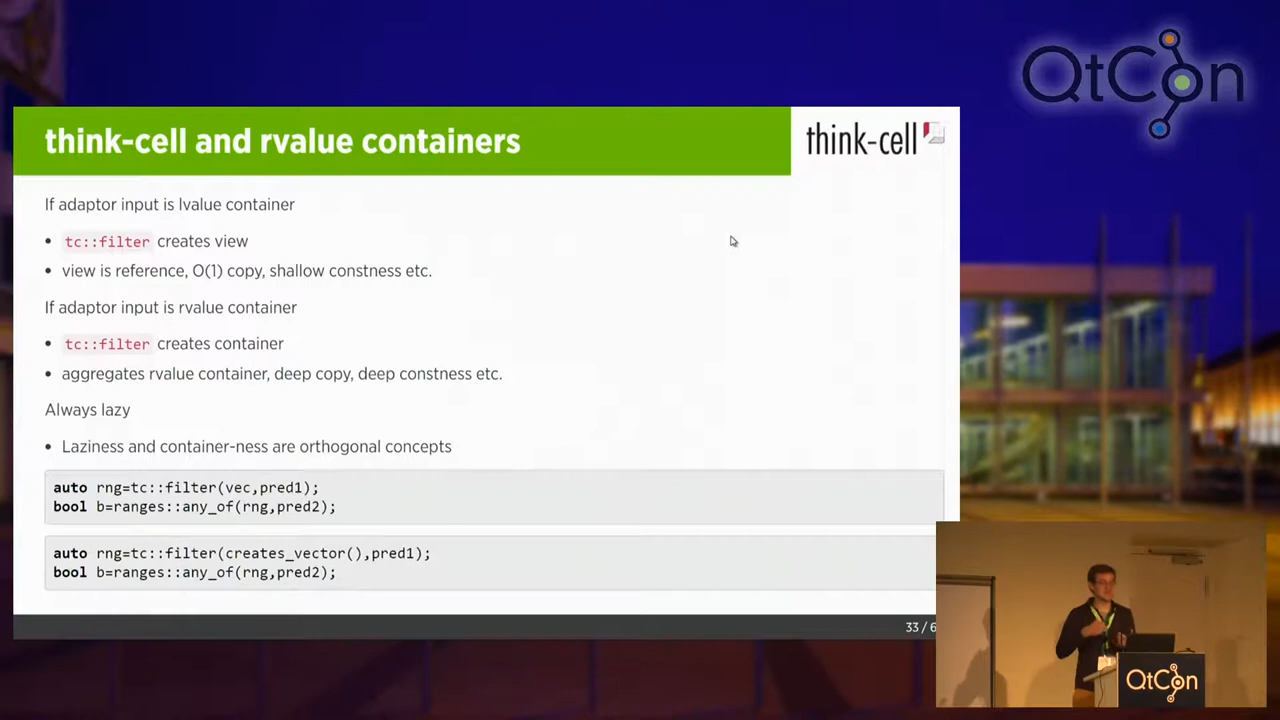 QtCon
think-cell and rvalue containers
think-cell
If adaptor input is lvalue container
• tc::filter creates view
• view is reference, O(1) copy, shallow constness etc.
If adaptor input is rvalue container
• tc::filter creates container
• aggregates rvalue container, deep copy, deep constness etc.
Always lazy
• Laziness and container-ness are orthogonal concepts
auto rng=tc::filter(vec,pred1);
bool b=ranges::any_of(rng,pred2);
auto rng=tc::filter(creates_vector(),pred1);
bool b=ranges::any_of(rng,pred2);
33 / 6
QtCon